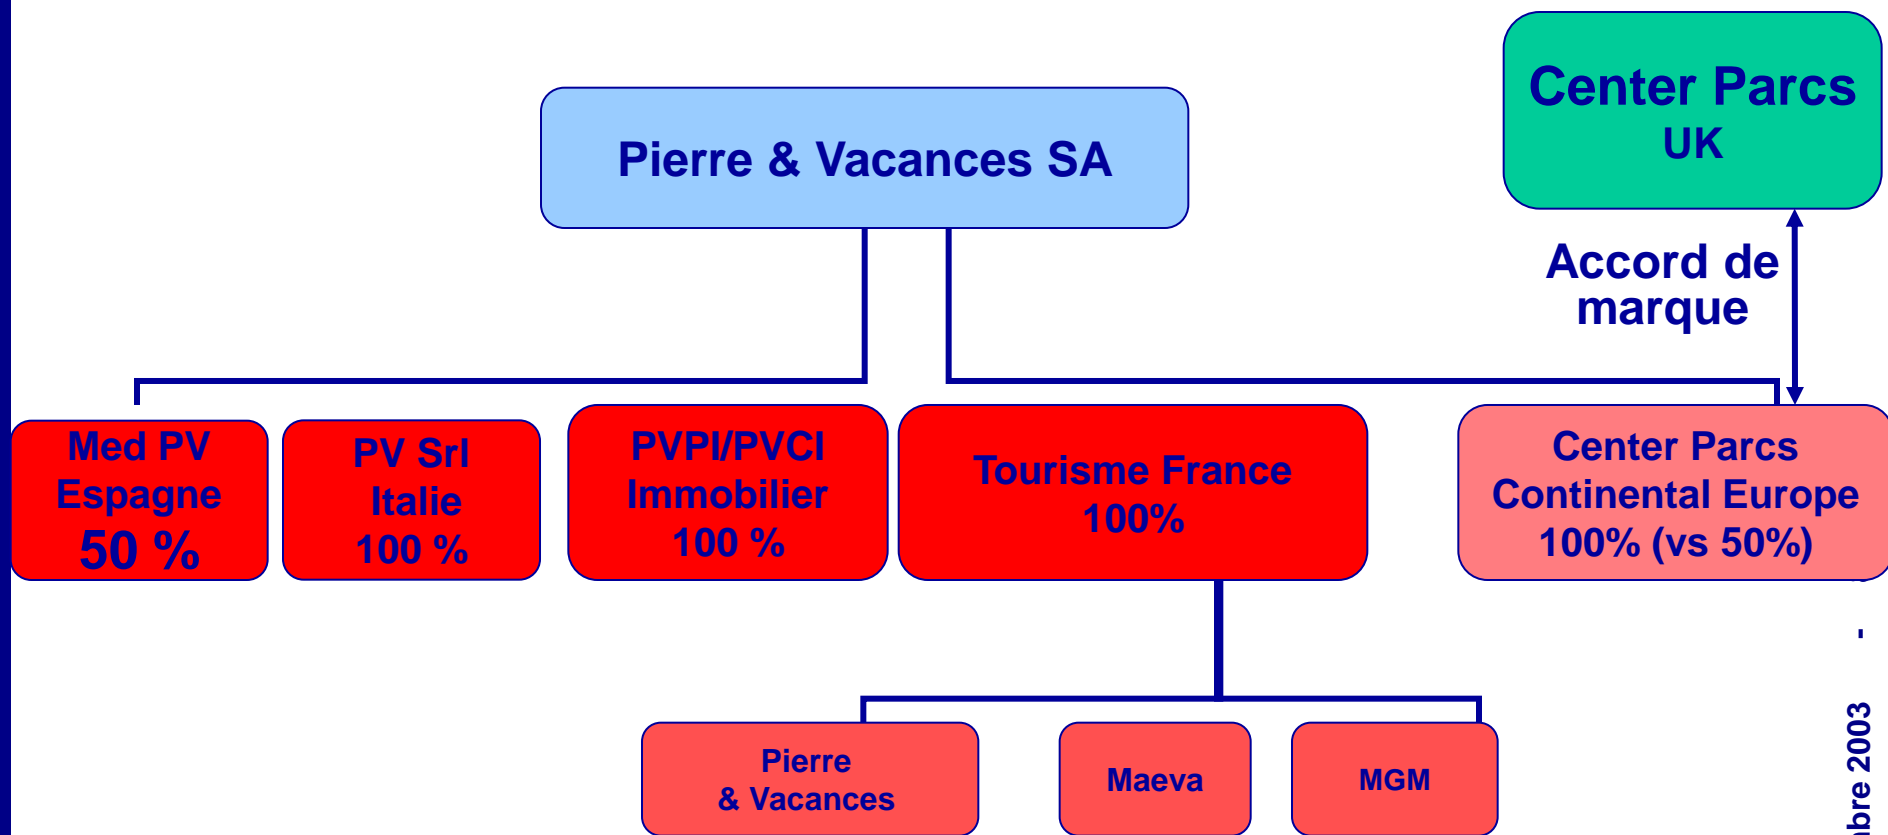 Center Parcs
UK
Pierre & Vacances SA
Accord de
marque
Med PV
Espagne
50 %
PV Srl
Italie
100 %
PVPI/PVCI
Immobilier
100 %
Tourisme France
100%
Center Parcs
Continental Europe
100% (vs 50%)
Pierre
& Vacances
Maeva
MGM
2003 -